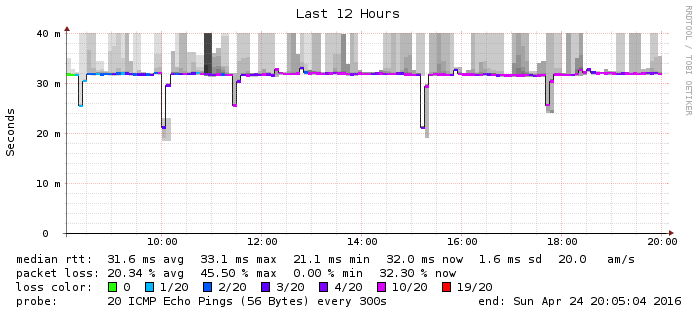 Last 12 Hours
RRDTOOL / TOBI OETIKER
Seconds
40 m
30 m
20 m
10 m
0
10:00 12:00 14:00 16:00 18:00 20:00
median rtt: 31.6 ms avg 33.1 ms max 21.1 ms min 32.0 ms now 1.6 ms sd 20.0 am/s
packet loss: 20.34 % avg 45.50 % max 0.00 % min 32.30 % now
loss color: 0 1/20 2/20 3/20 4/20 10/20 19/20
probe: 20 ICMP Echo Pings (56 Bytes) every 300s end: Sun Apr 24 20:05:04 2016